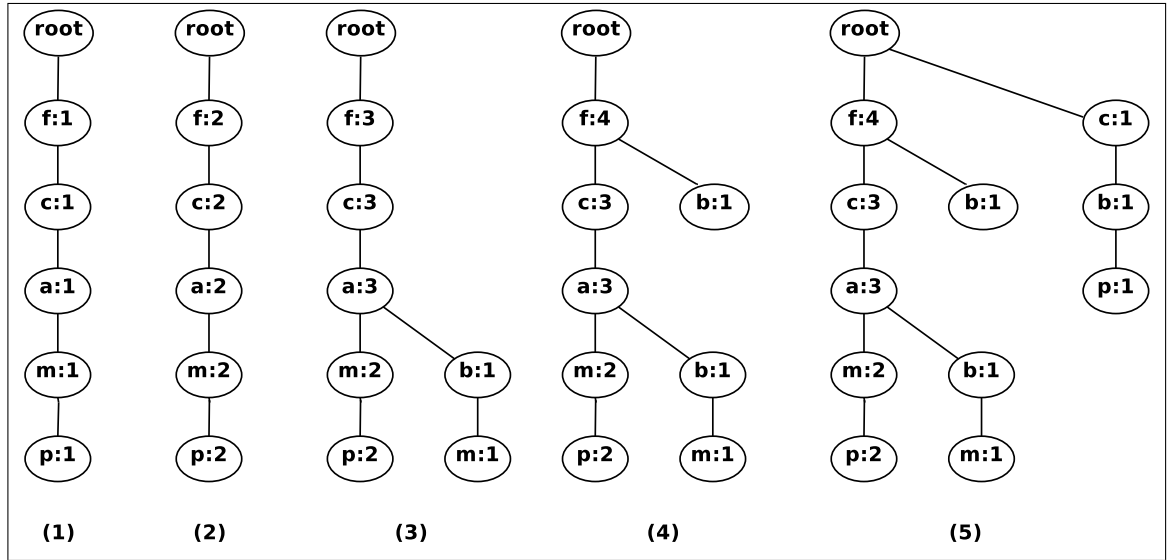 root root root root root
f:1 f:2 f:3 f:4 f:4 c:1
c:1 c:2 c:3 c:3 b:1 c:3 b:1 b:1
a:1 a:2 a:3 a:3 a:3 p:1
m:1 m:2 m:2 b:1 m:2 b:1 m:2 b:1
p:1 p:2 p:2 m:1 p:2 m:1 p:2 m:1
(1) (2) (3) (4) (5)